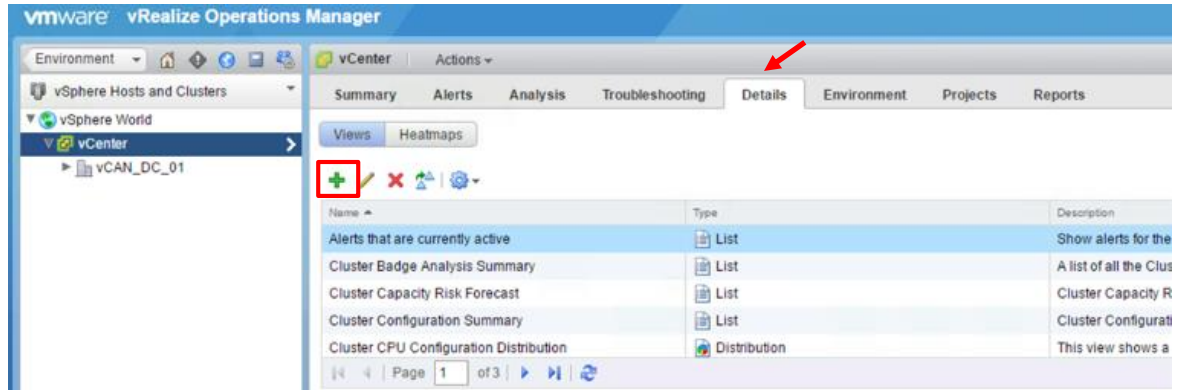 vmware vRealize Operations Manager
Environment
vCenter Actions
vSphere Hosts and Clusters
Summary Alerts Analysis Troubleshooting Details Environment Projects Reports
vSphere World
vCenter
vCAN_DC_01
Views Heatmaps
Name Type Description
Alerts that are currently active List Show alerts for the
Cluster Badge Analysis Summary List A list of all the Clus
Cluster Capacity Risk Forecast List Cluster Capacity R
Cluster Configuration Summary List Cluster Configurati
Cluster CPU Configuration Distribution Distribution This view shows a
Page 1 of 3